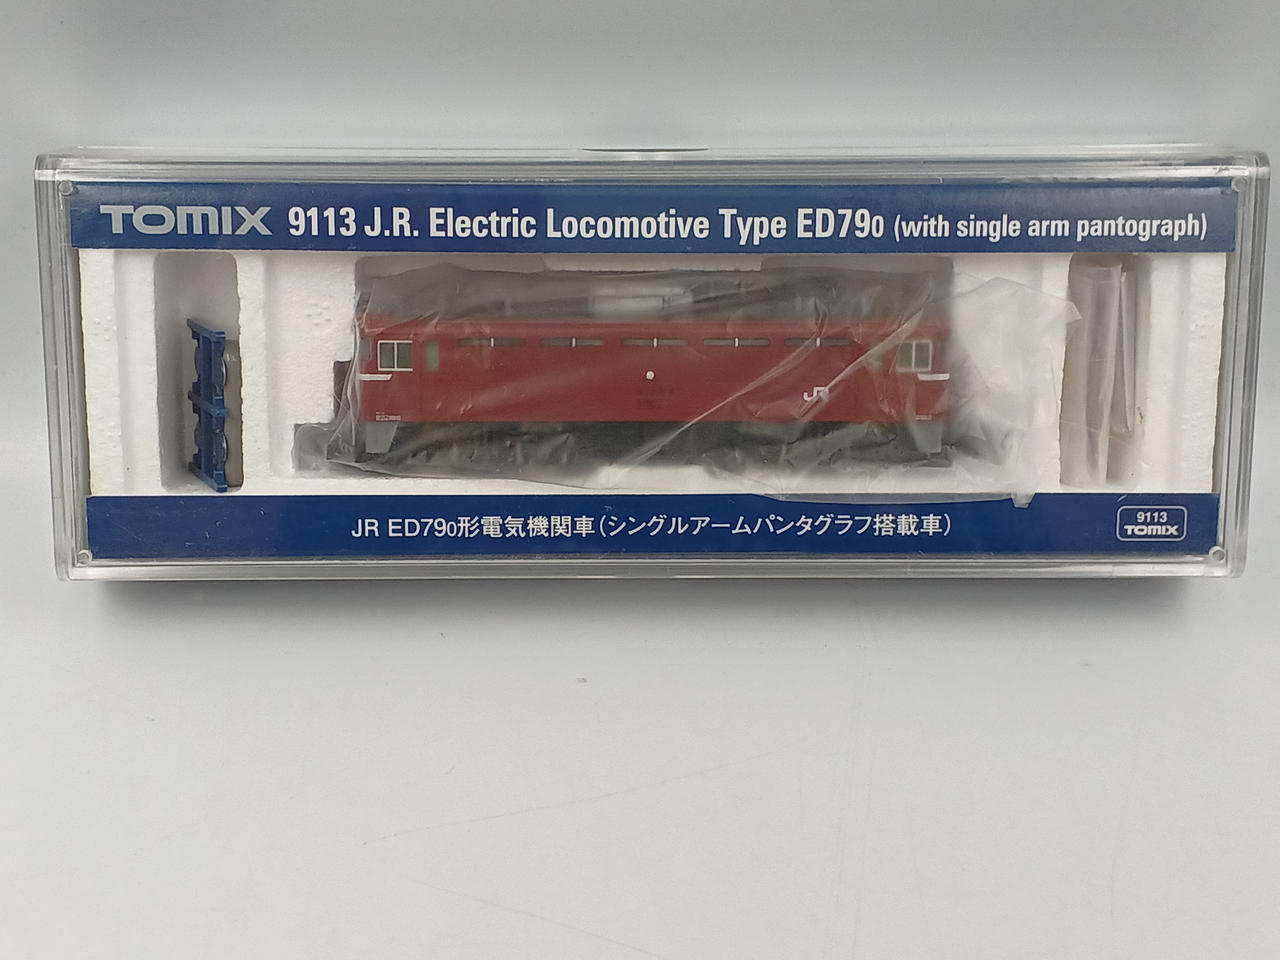 TOMIX 9113 J.R. Electric Locomotive Type ED790 (with single arm pantograph)
JR
JR ED790形電気機関車(シングルアームパンタグラフ搭載車)
9113
TOMIX